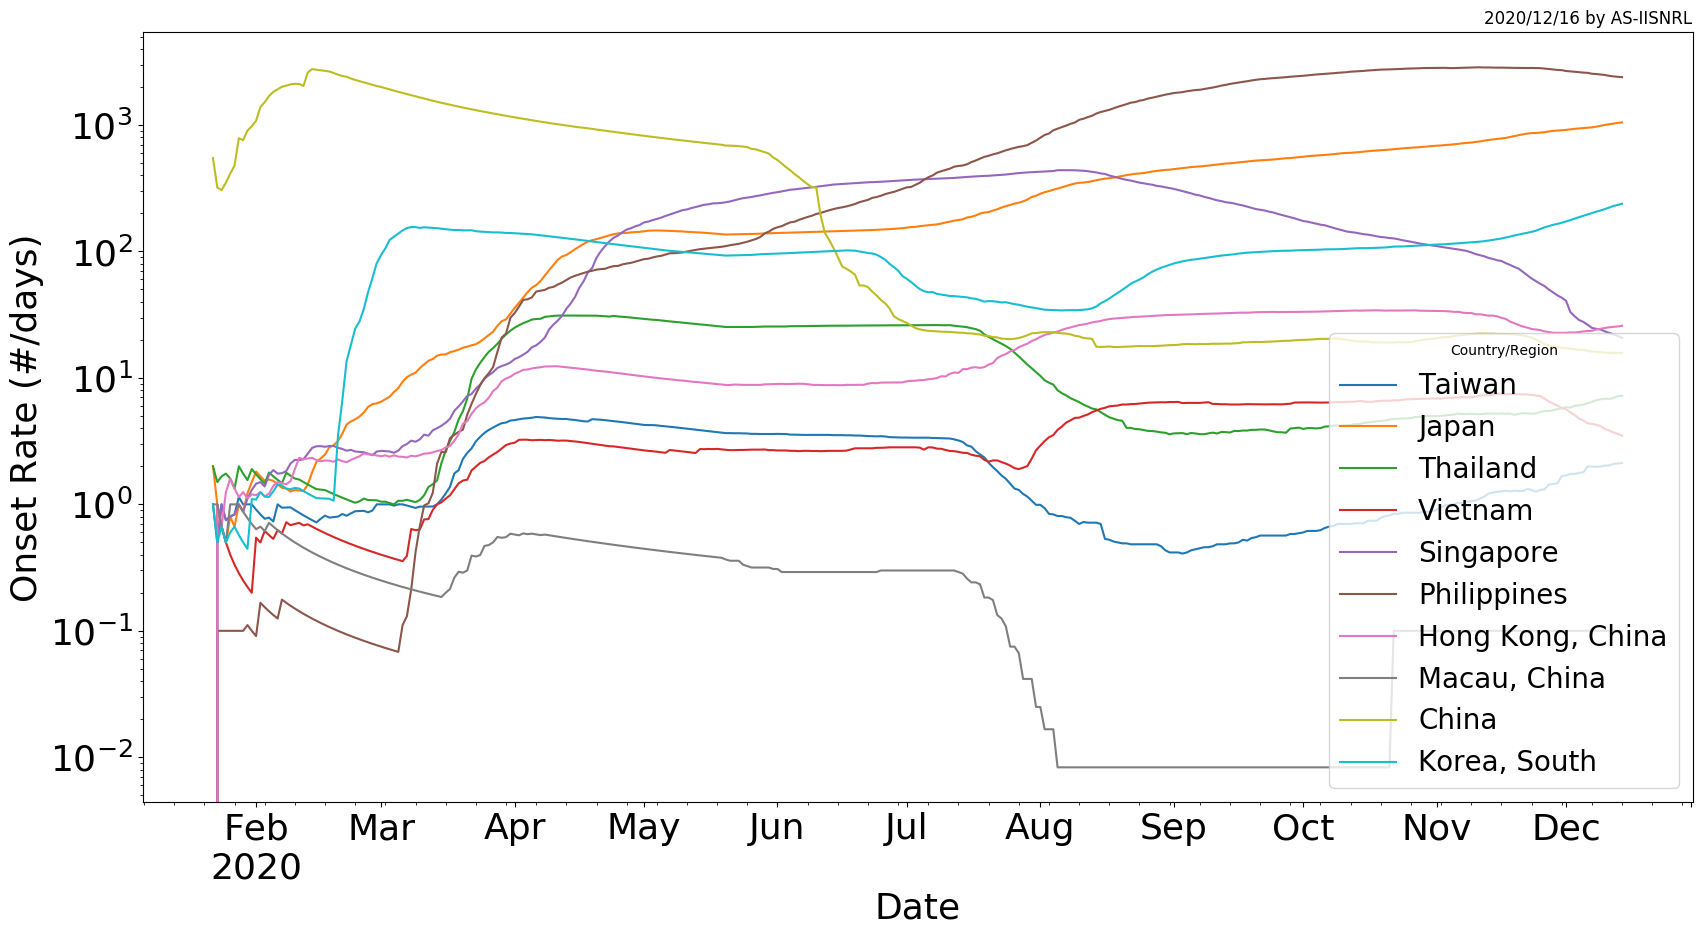 2020/12/16 by AS-IISNRL
Onset Rate (#/days)
10³
10²
10¹
10⁰
10⁻¹
10⁻²
Country/Region
Taiwan
Japan
Thailand
Vietnam
Singapore
Philippines
Hong Kong, China
Macau, China
China
Korea, South
Feb Mar Apr May Jun Jul Aug Sep Oct Nov Dec
2020
Date